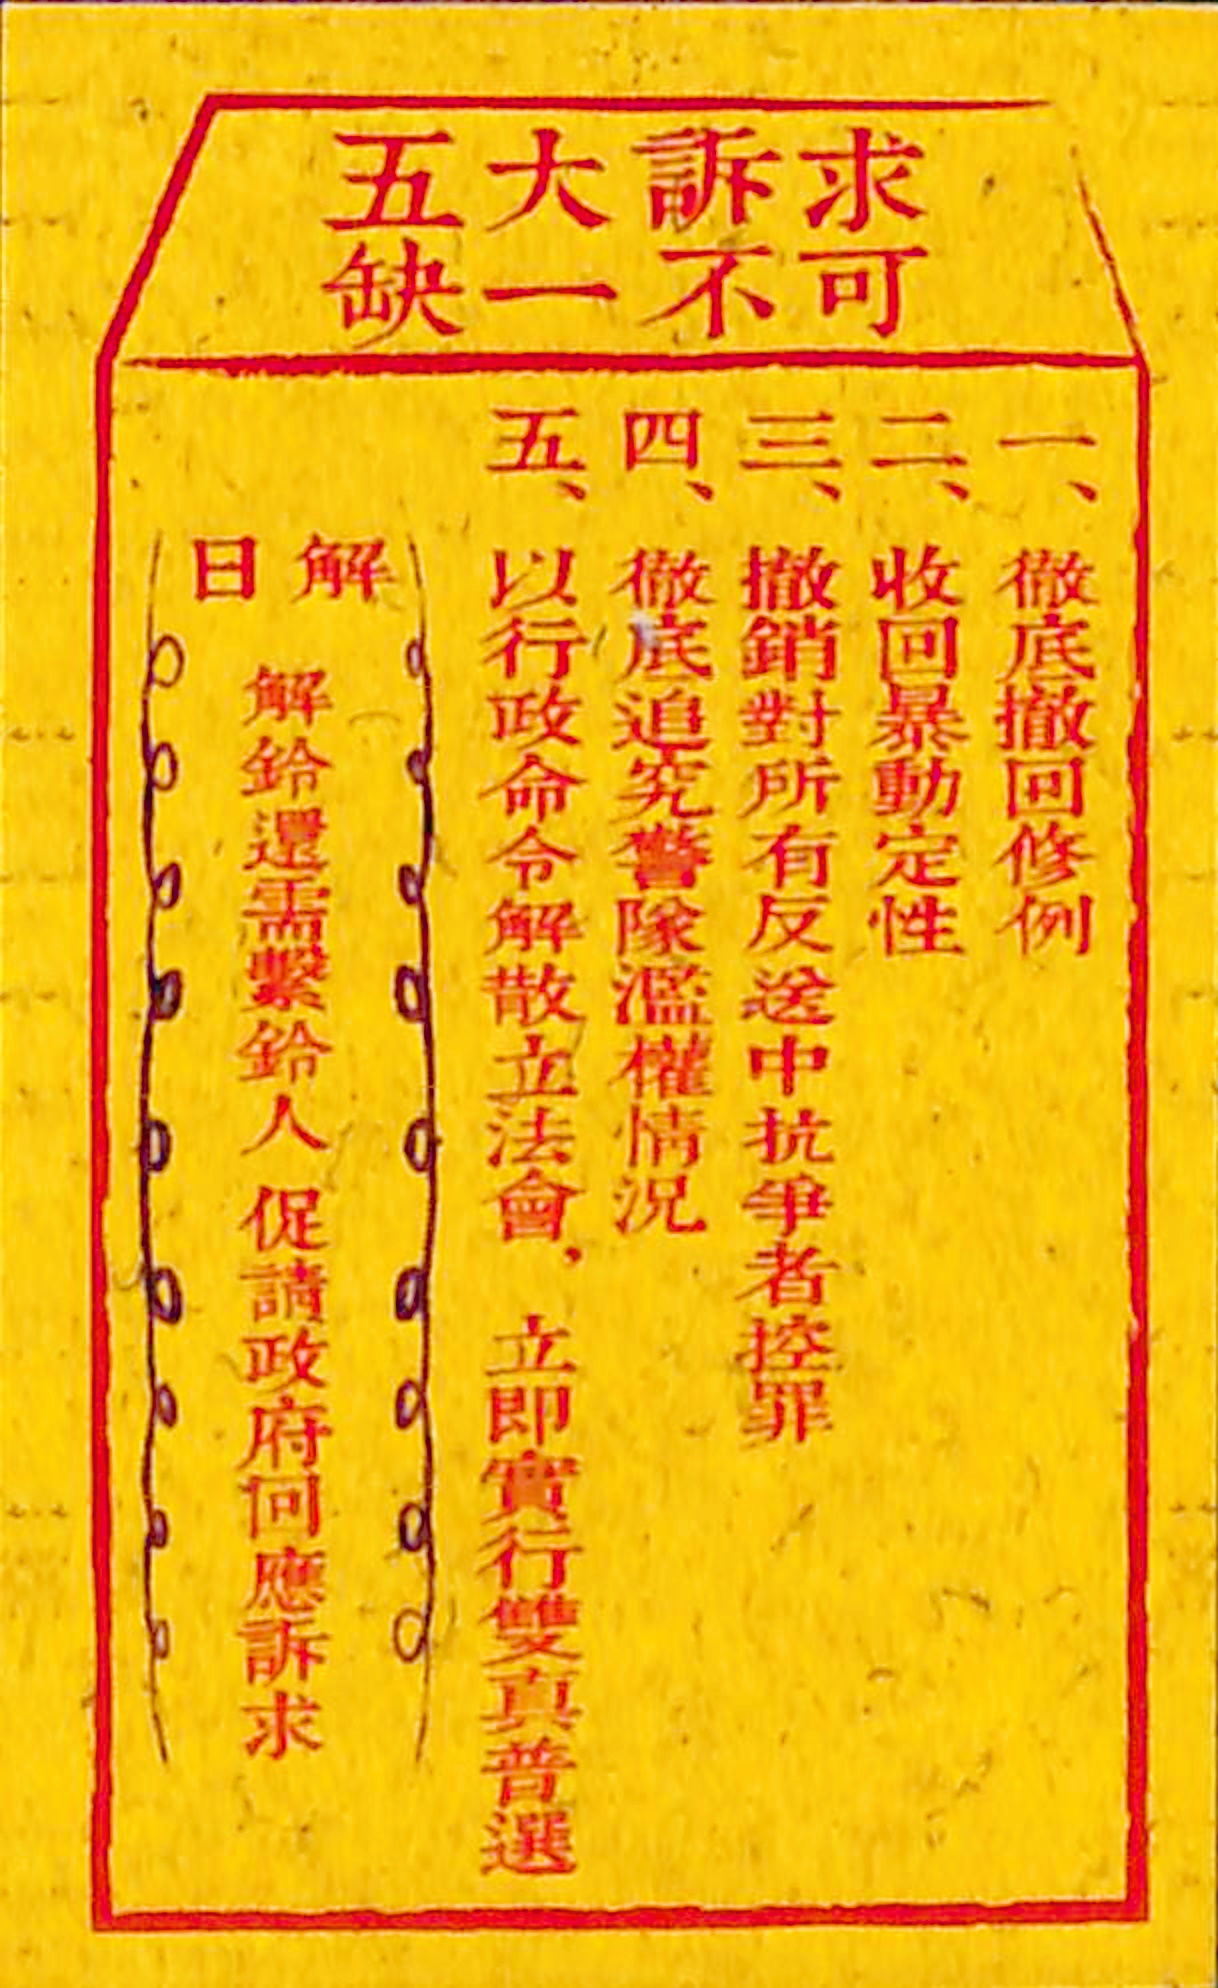 五大訴求
缺一不可
一、徹底撤回修例
二、收回暴動定性
三、撤銷對所有反送中抗爭者控罪
四、徹底追究警隊濫權情況
五、以行政命令解散立法會，立即實行雙真普選
解日
解鈴還需繫鈴人 促請政府回應訴求